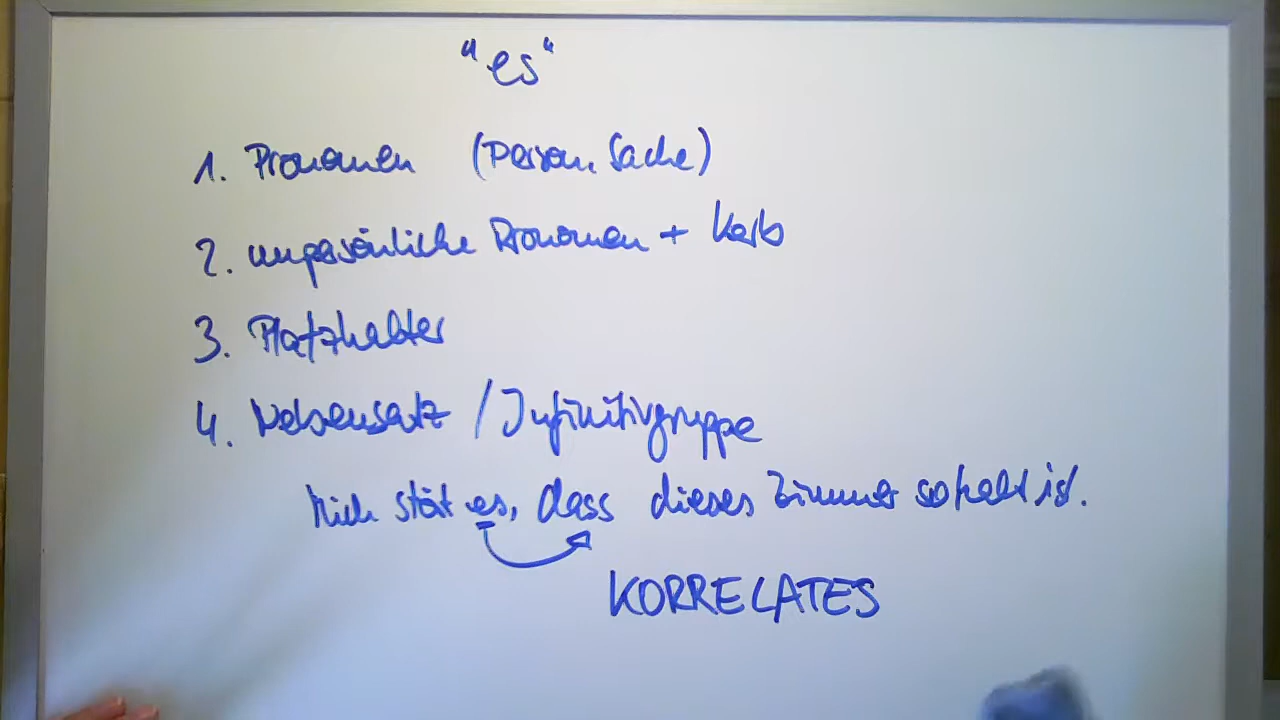 "es"
1. Pronomen (Person, Sache)
2. unpersönliche Pronomen + Verb
3. Platzhalter
4. Nebensatz / Infinitivgruppe
Mich stört es, dass dieses Zimmer so kalt ist.
KORRELATES